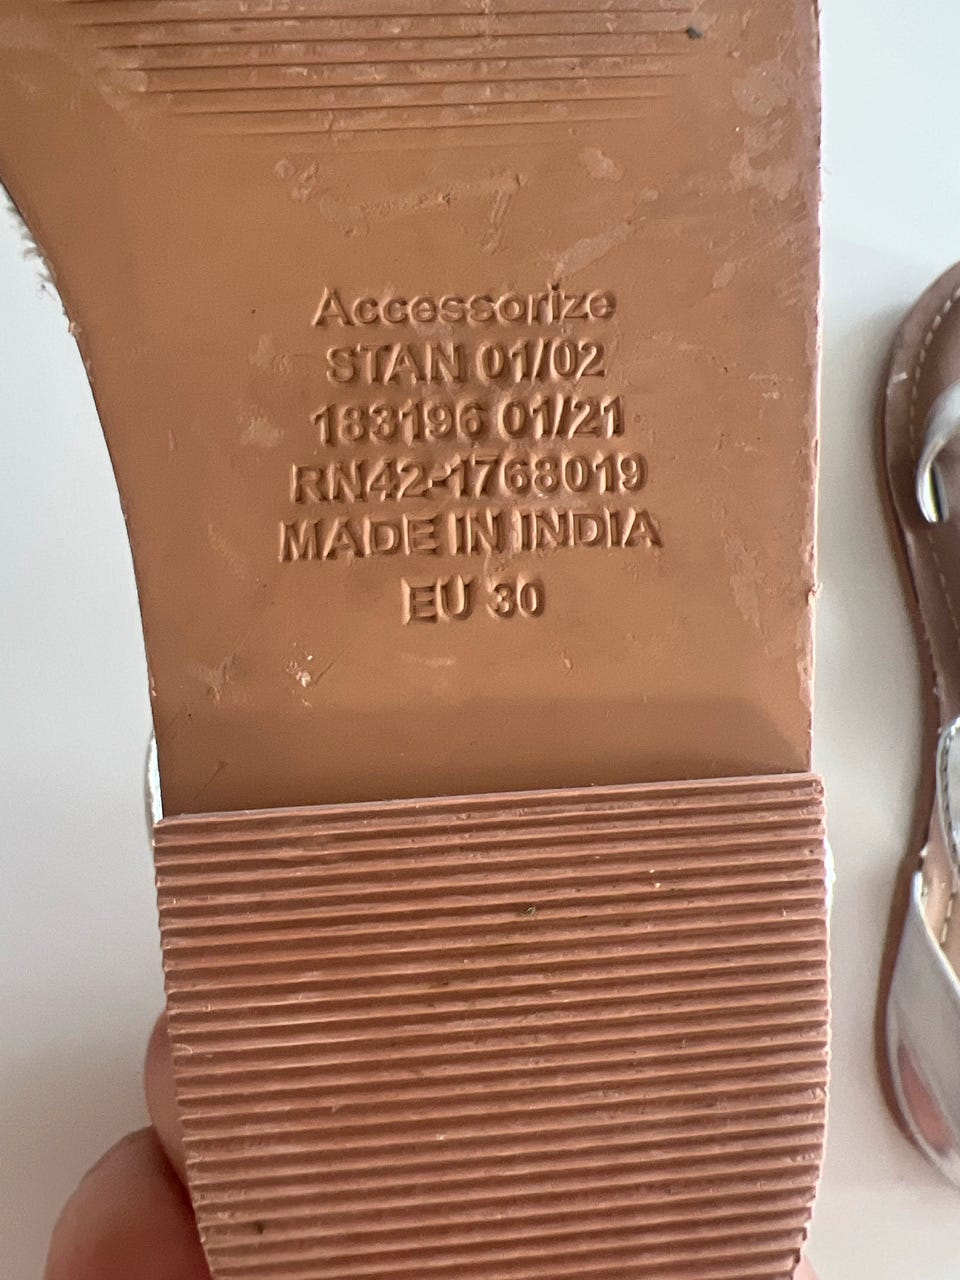 Accessorize
STAN 01/02
183196 01/21
RN42-1768019
MADE IN INDIA
EU 30